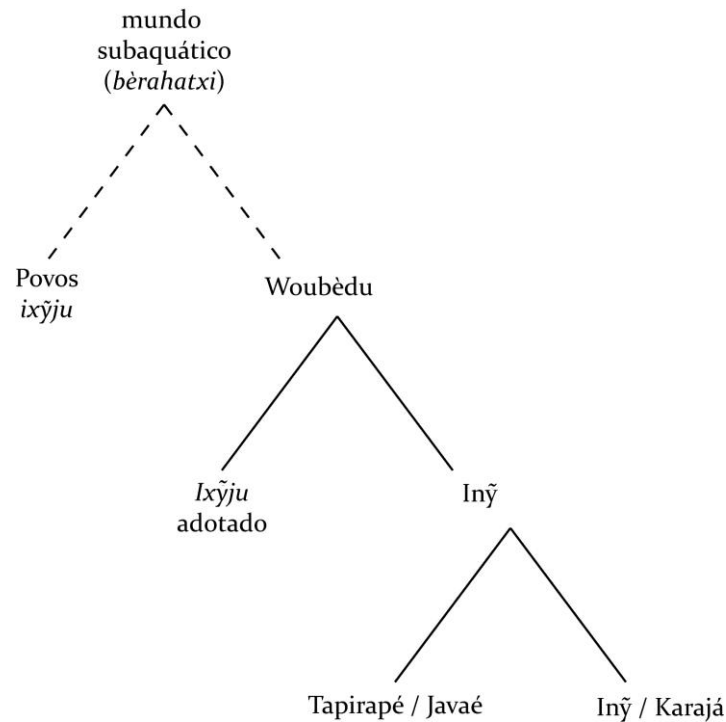 mundo
subaquático
(bèrahatxi)
Povos
ixỹju
Woubèdu
Ixỹju
adotado
Inỹ
Tapirapé / Javaé
Inỹ / Karajá